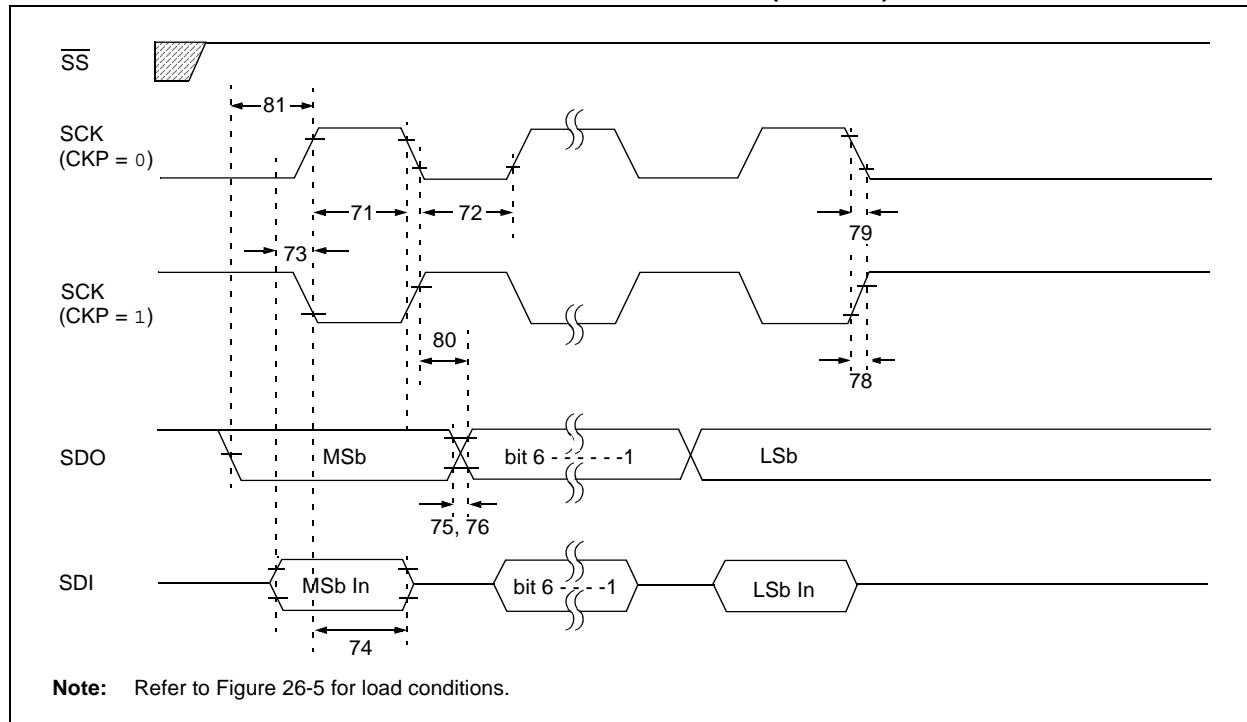 SS
81
SCK
(CKP = 0)
71
72
73
79
SCK
(CKP = 1)
80
78
SDO
MSb
bit 6 - - - - - -1
LSb
75, 76
SDI
MSb In
bit 6 - - - - -1
LSb In
74
Note: Refer to Figure 26-5 for load conditions.